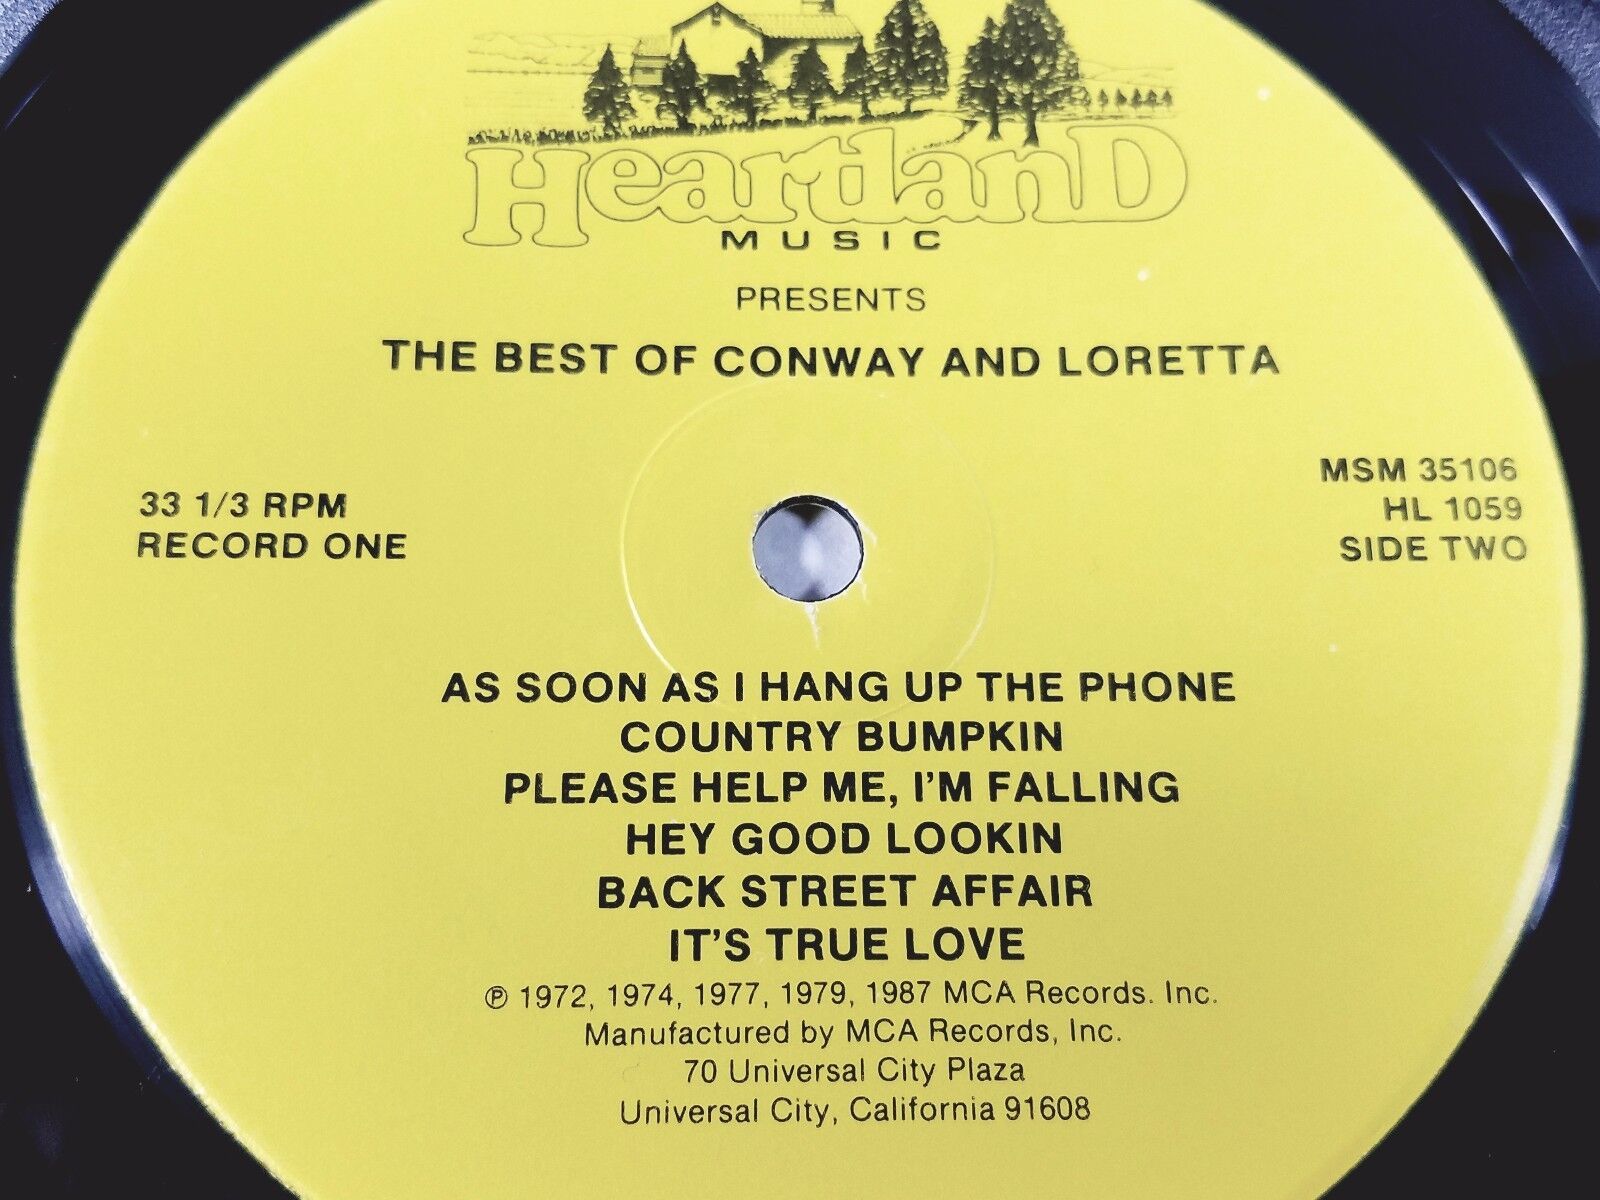 HeartlanD
MUSIC
PRESENTS
THE BEST OF CONWAY AND LORETTA
33 1/3 RPM
RECORD ONE
MSM 35106
HL 1059
SIDE TWO
AS SOON AS I HANG UP THE PHONE
COUNTRY BUMPKIN
PLEASE HELP ME, I'M FALLING
HEY GOOD LOOKIN
BACK STREET AFFAIR
IT'S TRUE LOVE
℗ 1972, 1974, 1977, 1979, 1987 MCA Records. Inc.
Manufactured by MCA Records, Inc.
70 Universal City Plaza
Universal City, California 91608